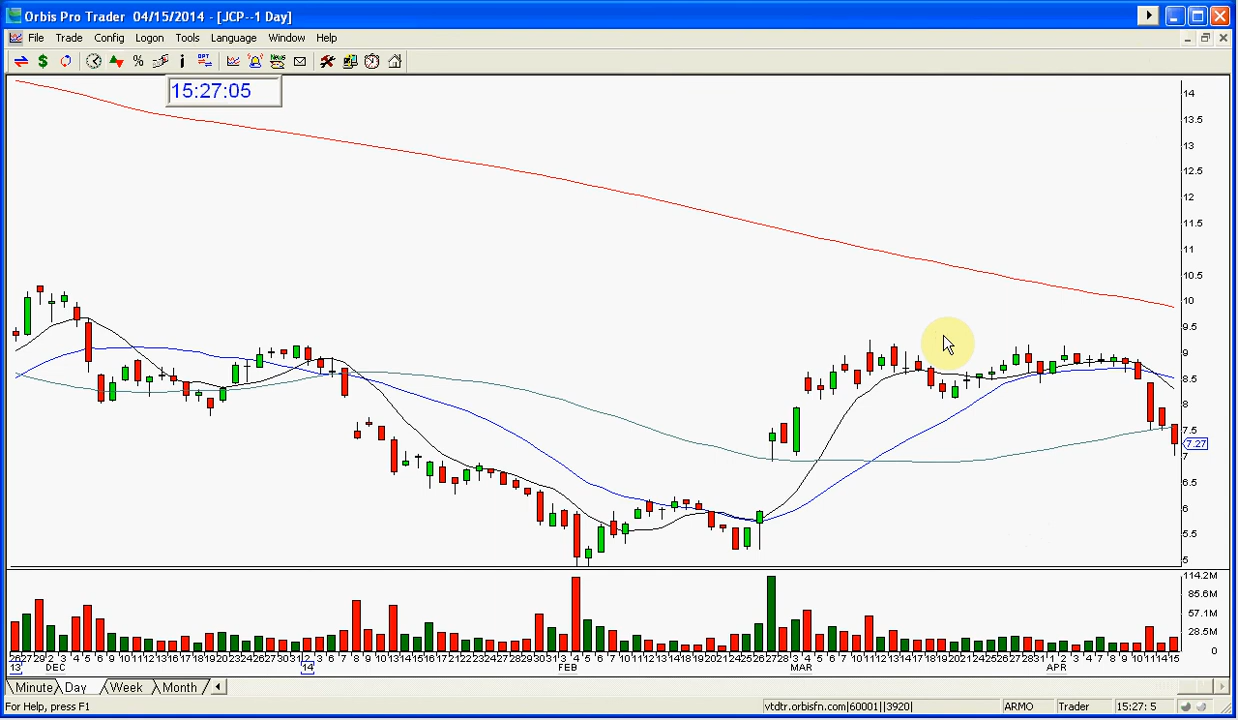 Orbis Pro Trader 04/15/2014 - [JCP--1 Day]
File Trade Config Logon Tools Language Window Help
15:27:05
14
13.5
13
12.5
12
11.5
11
10.5
10
9.5
9
8.5
8
7.5
7.27
7
6.5
6
5.5
5
114.2M
85.6M
57.1M
28.5M
0
13 DEC 14 FEB MAR APR
Minute Day Week Month
For Help, press F1 vtdtr.orbisfn.com|60001||3920| ARMO Trader 15:27: 5